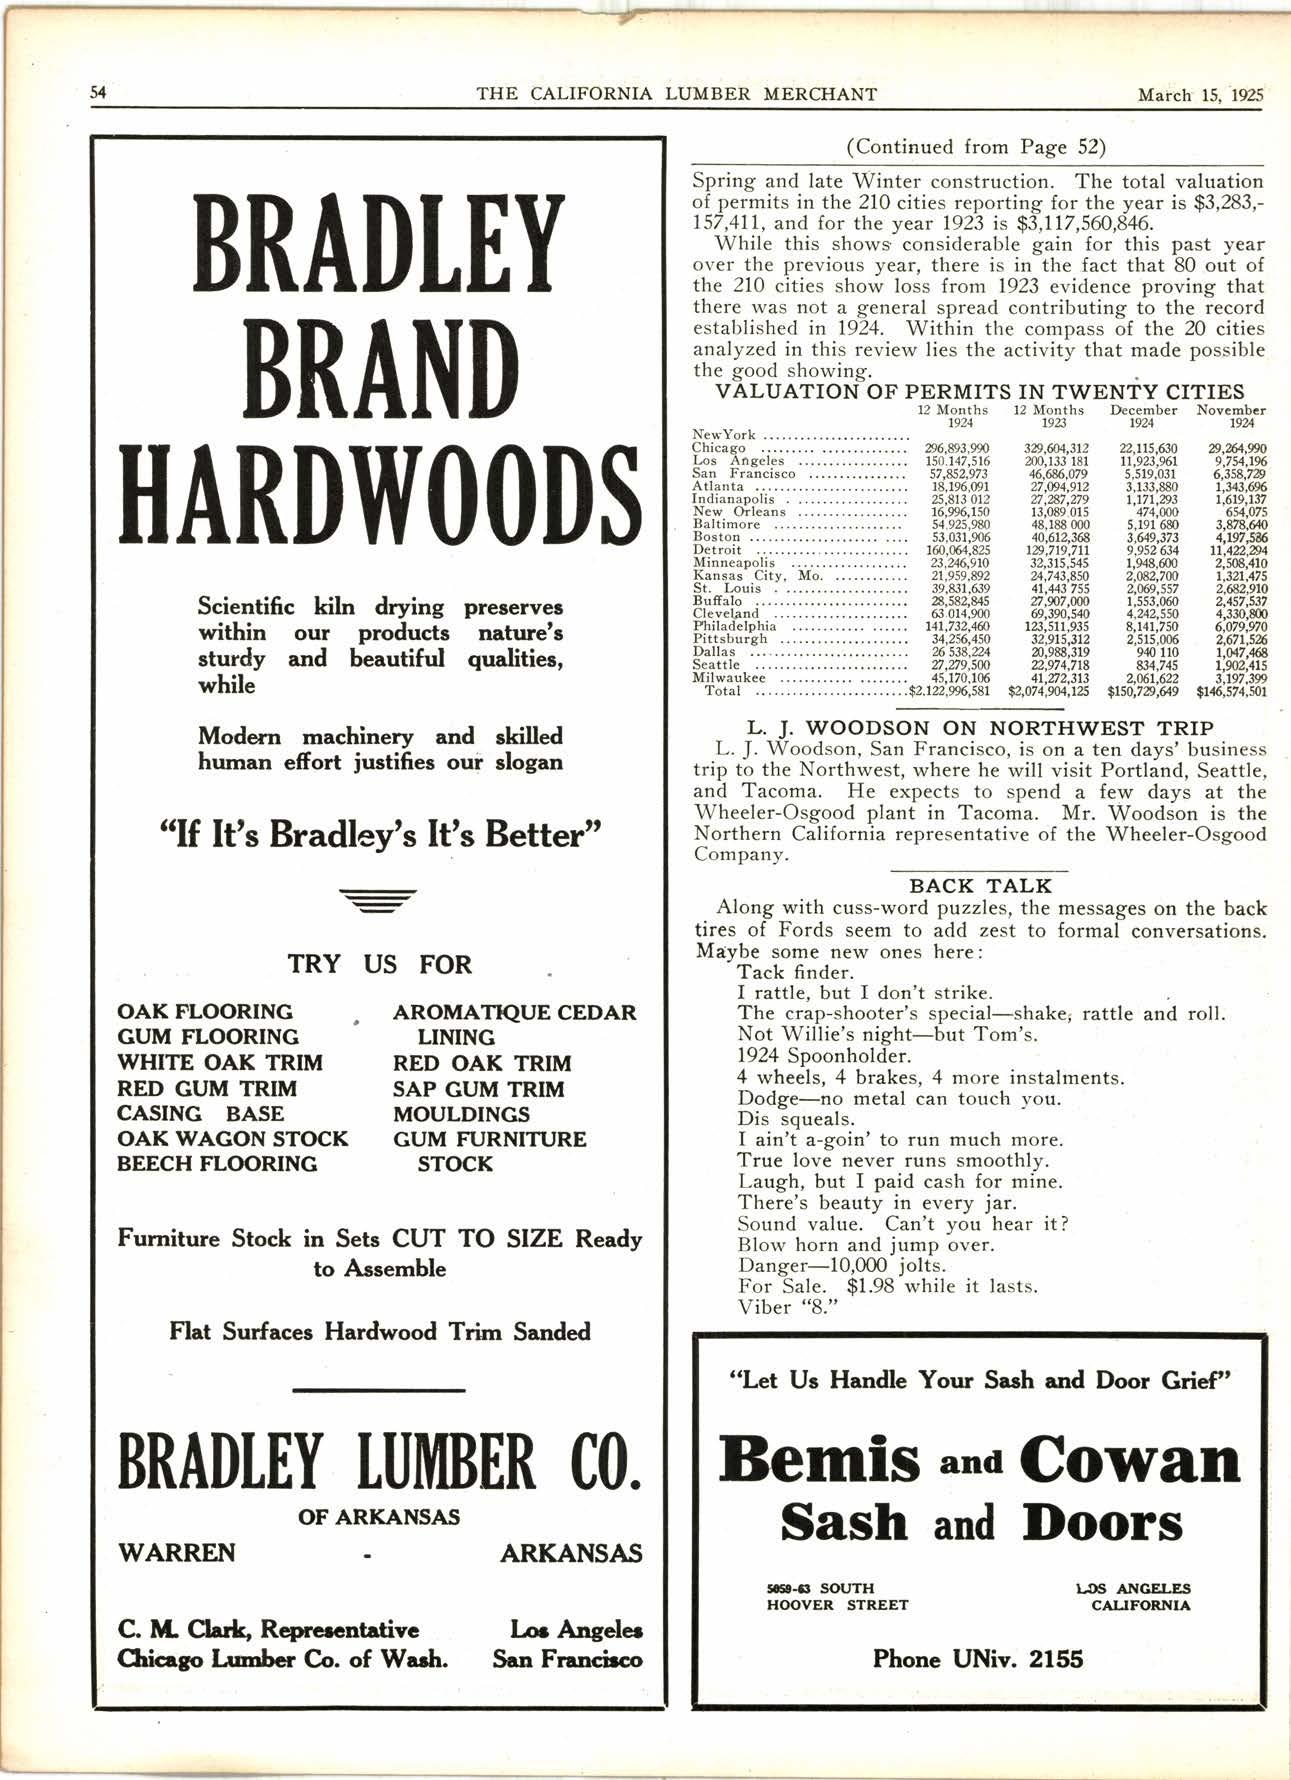 54
THE CALIFORNIA LUMBER MERCHANT
March 15, 1925
BRADLEY
BRAND
HARDWOODS
Scientific kiln drying preserves
within our products nature's
sturdy and beautiful qualities,
while
Modern machinery and skilled
human effort justifies our slogan
"If It's Bradley's It's Better"
TRY US FOR
OAK FLOORING
GUM FLOORING
WHITE OAK TRIM
RED GUM TRIM
CASING BASE
OAK WAGON STOCK
BEECH FLOORING
AROMATIQUE CEDAR
LINING
RED OAK TRIM
SAP GUM TRIM
MOULDINGS
GUM FURNITURE
STOCK
Furniture Stock in Sets CUT TO SIZE Ready
to Assemble
Flat Surfaces Hardwood Trim Sanded
BRADLEY LUMBER CO.
OF ARKANSAS
WARREN - ARKANSAS
C. M. Clark, Representative Los Angeles
Chicago Lumber Co. of Wash. San Francisco
(Continued from Page 52)
Spring and late Winter construction. The total valuation
of permits in the 210 cities reporting for the year is $3,283,-
157,411, and for the year 1923 is $3,117,560,846.
While this shows considerable gain for this past year
over the previous year, there is in the fact that 80 out of
the 210 cities show loss from 1923 evidence proving that
there was not a general spread contributing to the record
established in 1924. Within the compass of the 20 cities
analyzed in this review lies the activity that made possible
the good showing.
VALUATION OF PERMITS IN TWENTY CITIES
12 Months 12 Months December November
1924 1923 1924 1924
NewYork ........................
Chicago ......... .............. 296,893,990 329,604,312 22,115,630 29,264,990
Los Angeles .................. 150.147,516 200,133 181 11,923,961 9,754,196
San Francisco ................ 57,852,973 46,686,079 5,519,031 6,358,729
Atlanta ......................... 18,196,091 27,094,912 3,133,880 1,343,696
Indianapolis . ................... 25,813 012 27,287,279 1,171,293 1,619,137
New Orleans .................. 16,996,150 13,089 015 474,000 654,075
Baltimore ...................... 54.925,980 48,188 000 5,191 680 3,878,640
Boston ..................... .... 53,031,906 40,612,368 3,649,373 4,197,586
Detroit ......................... 160,064,825 129,719,711 9,952 634 11,422,294
Minneapolis ................... 23,246,910 32,315,545 1,948,600 2,508,410
Kansas City, Mo. ............ 21,959,892 24,743,850 2,082,700 1,321,475
St. Louis . .................... 39,831,639 41,443 755 2,069,557 2,682,910
Buffalo ......................... 28,582,845 27,907,000 1,553,060 2,457,537
Cleveland ...................... 63 014,900 69,390,540 4,242,550 4,330,800
Philadelphia ............ ....... 141,732,460 123,511,935 8,141,750 6,079,970
Pittsburgh ..................... 34,256,450 32,915,312 2,515,006 2,671,526
Dallas .......................... 26 538,224 20,988,319 940 110 1,047,468
Seattle ......................... 27,279,500 22,974,718 834,745 1,902,415
Milwaukee ............ ........ 45,170,106 41,272,313 2,061,622 3,197,399
Total .........................$2.122,996,581 $2,074,904,125 $150,729,649 $146,574,501
L. J. WOODSON ON NORTHWEST TRIP
L. J. Woodson, San Francisco, is on a ten days' business
trip to the Northwest, where he will visit Portland, Seattle,
and Tacoma. He expects to spend a few days at the
Wheeler-Osgood plant in Tacoma. Mr. Woodson is the
Northern California representative of the Wheeler-Osgood
Company.
BACK TALK
Along with cuss-word puzzles, the messages on the back
tires of Fords seem to add zest to formal conversations.
Maybe some new ones here:
Tack finder.
I rattle, but I don't strike.
The crap-shooter's special—shake, rattle and roll.
Not Willie's night—but Tom's.
1924 Spoonholder.
4 wheels, 4 brakes, 4 more instalments.
Dodge—no metal can touch you.
Dis squeals.
I ain't a-goin' to run much more.
True love never runs smoothly.
Laugh, but I paid cash for mine.
There's beauty in every jar.
Sound value. Can't you hear it?
Blow horn and jump over.
Danger—10,000 jolts.
For Sale. $1.98 while it lasts.
Viber "8."
"Let Us Handle Your Sash and Door Grief"
Bemis and Cowan
Sash and Doors
5059-63 SOUTH
HOOVER STREET
LOS ANGELES
CALIFORNIA
Phone UNiv. 2155